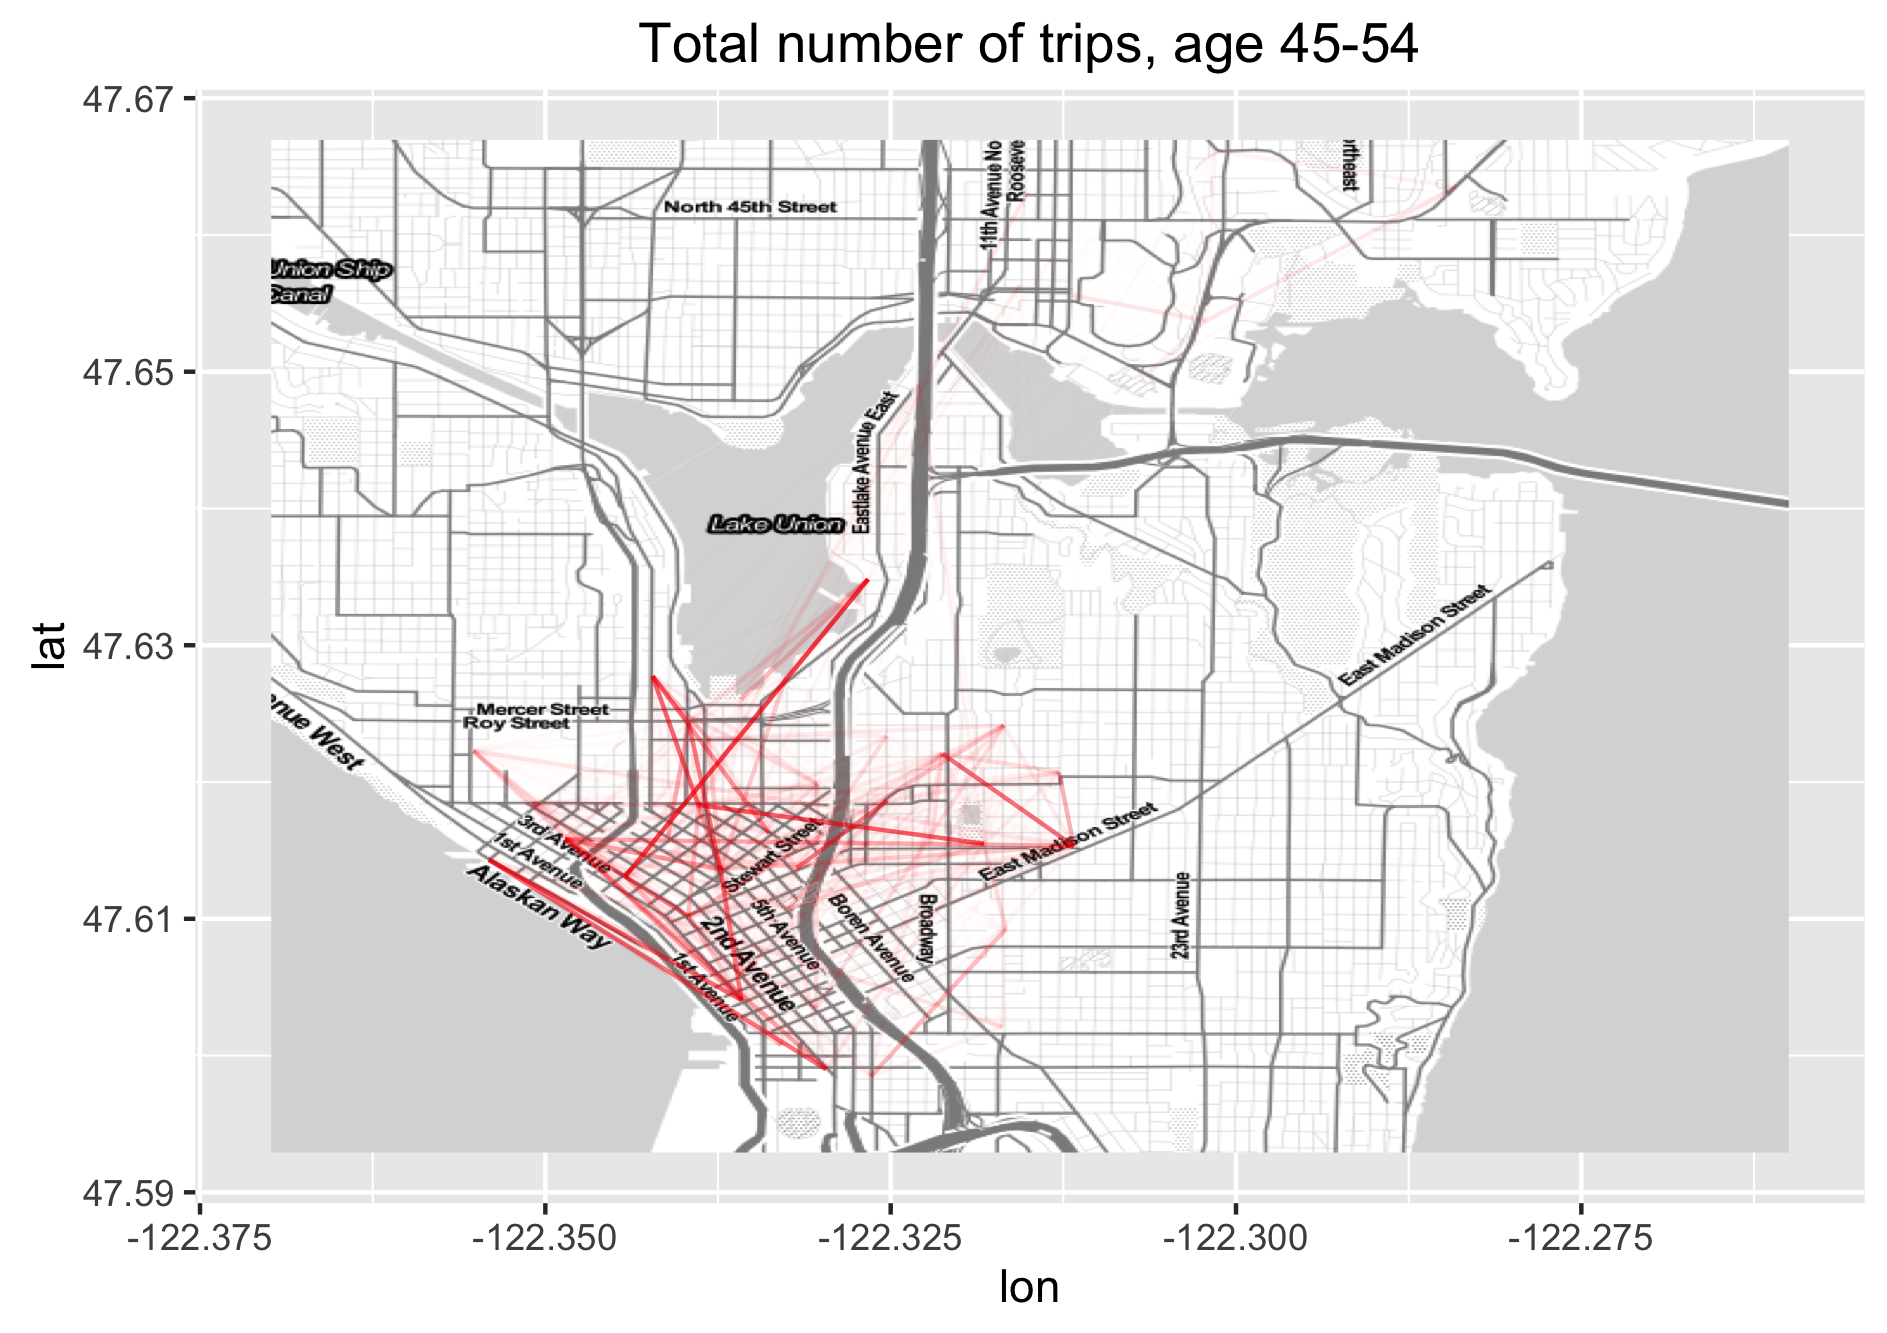 Total number of trips, age 45-54
47.67
47.65
47.63
47.61
47.59
lat
-122.375
-122.350
-122.325
-122.300
-122.275
lon
11th Avenue No
Rooseve
rtheast
North 45th Street
Union Ship
Canal
Eastlake Avenue East
Lake Union
East Madison Street
Mercer Street
Roy Street
enue West
3rd Avenue
1st Avenue
Stewart Street
East Madison Street
Alaskan Way
5th Avenue
2nd Avenue
Boren Avenue
Broadway
23rd Avenue
1st Avenue